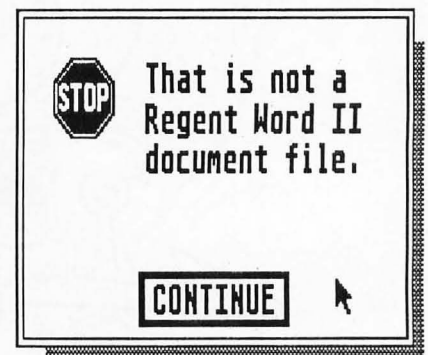 STOP
That is not a
Regent Word II
document file.
CONTINUE